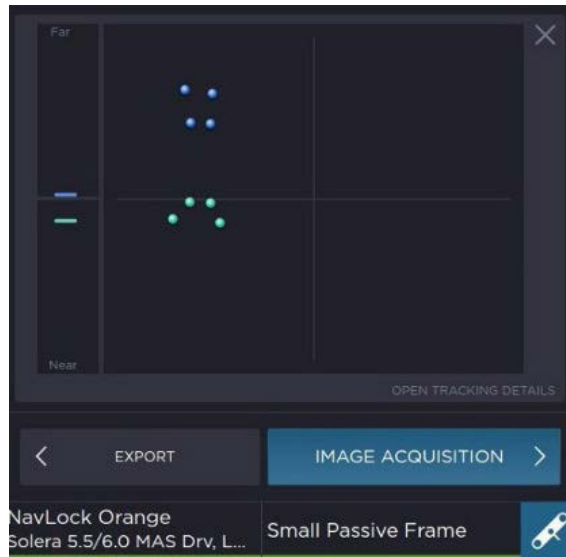 Far
Near
OPEN TRACKING DETAILS
EXPORT
IMAGE ACQUISITION
NavLock Orange
Solera 5.5/6.0 MAS Drv, L...
Small Passive Frame